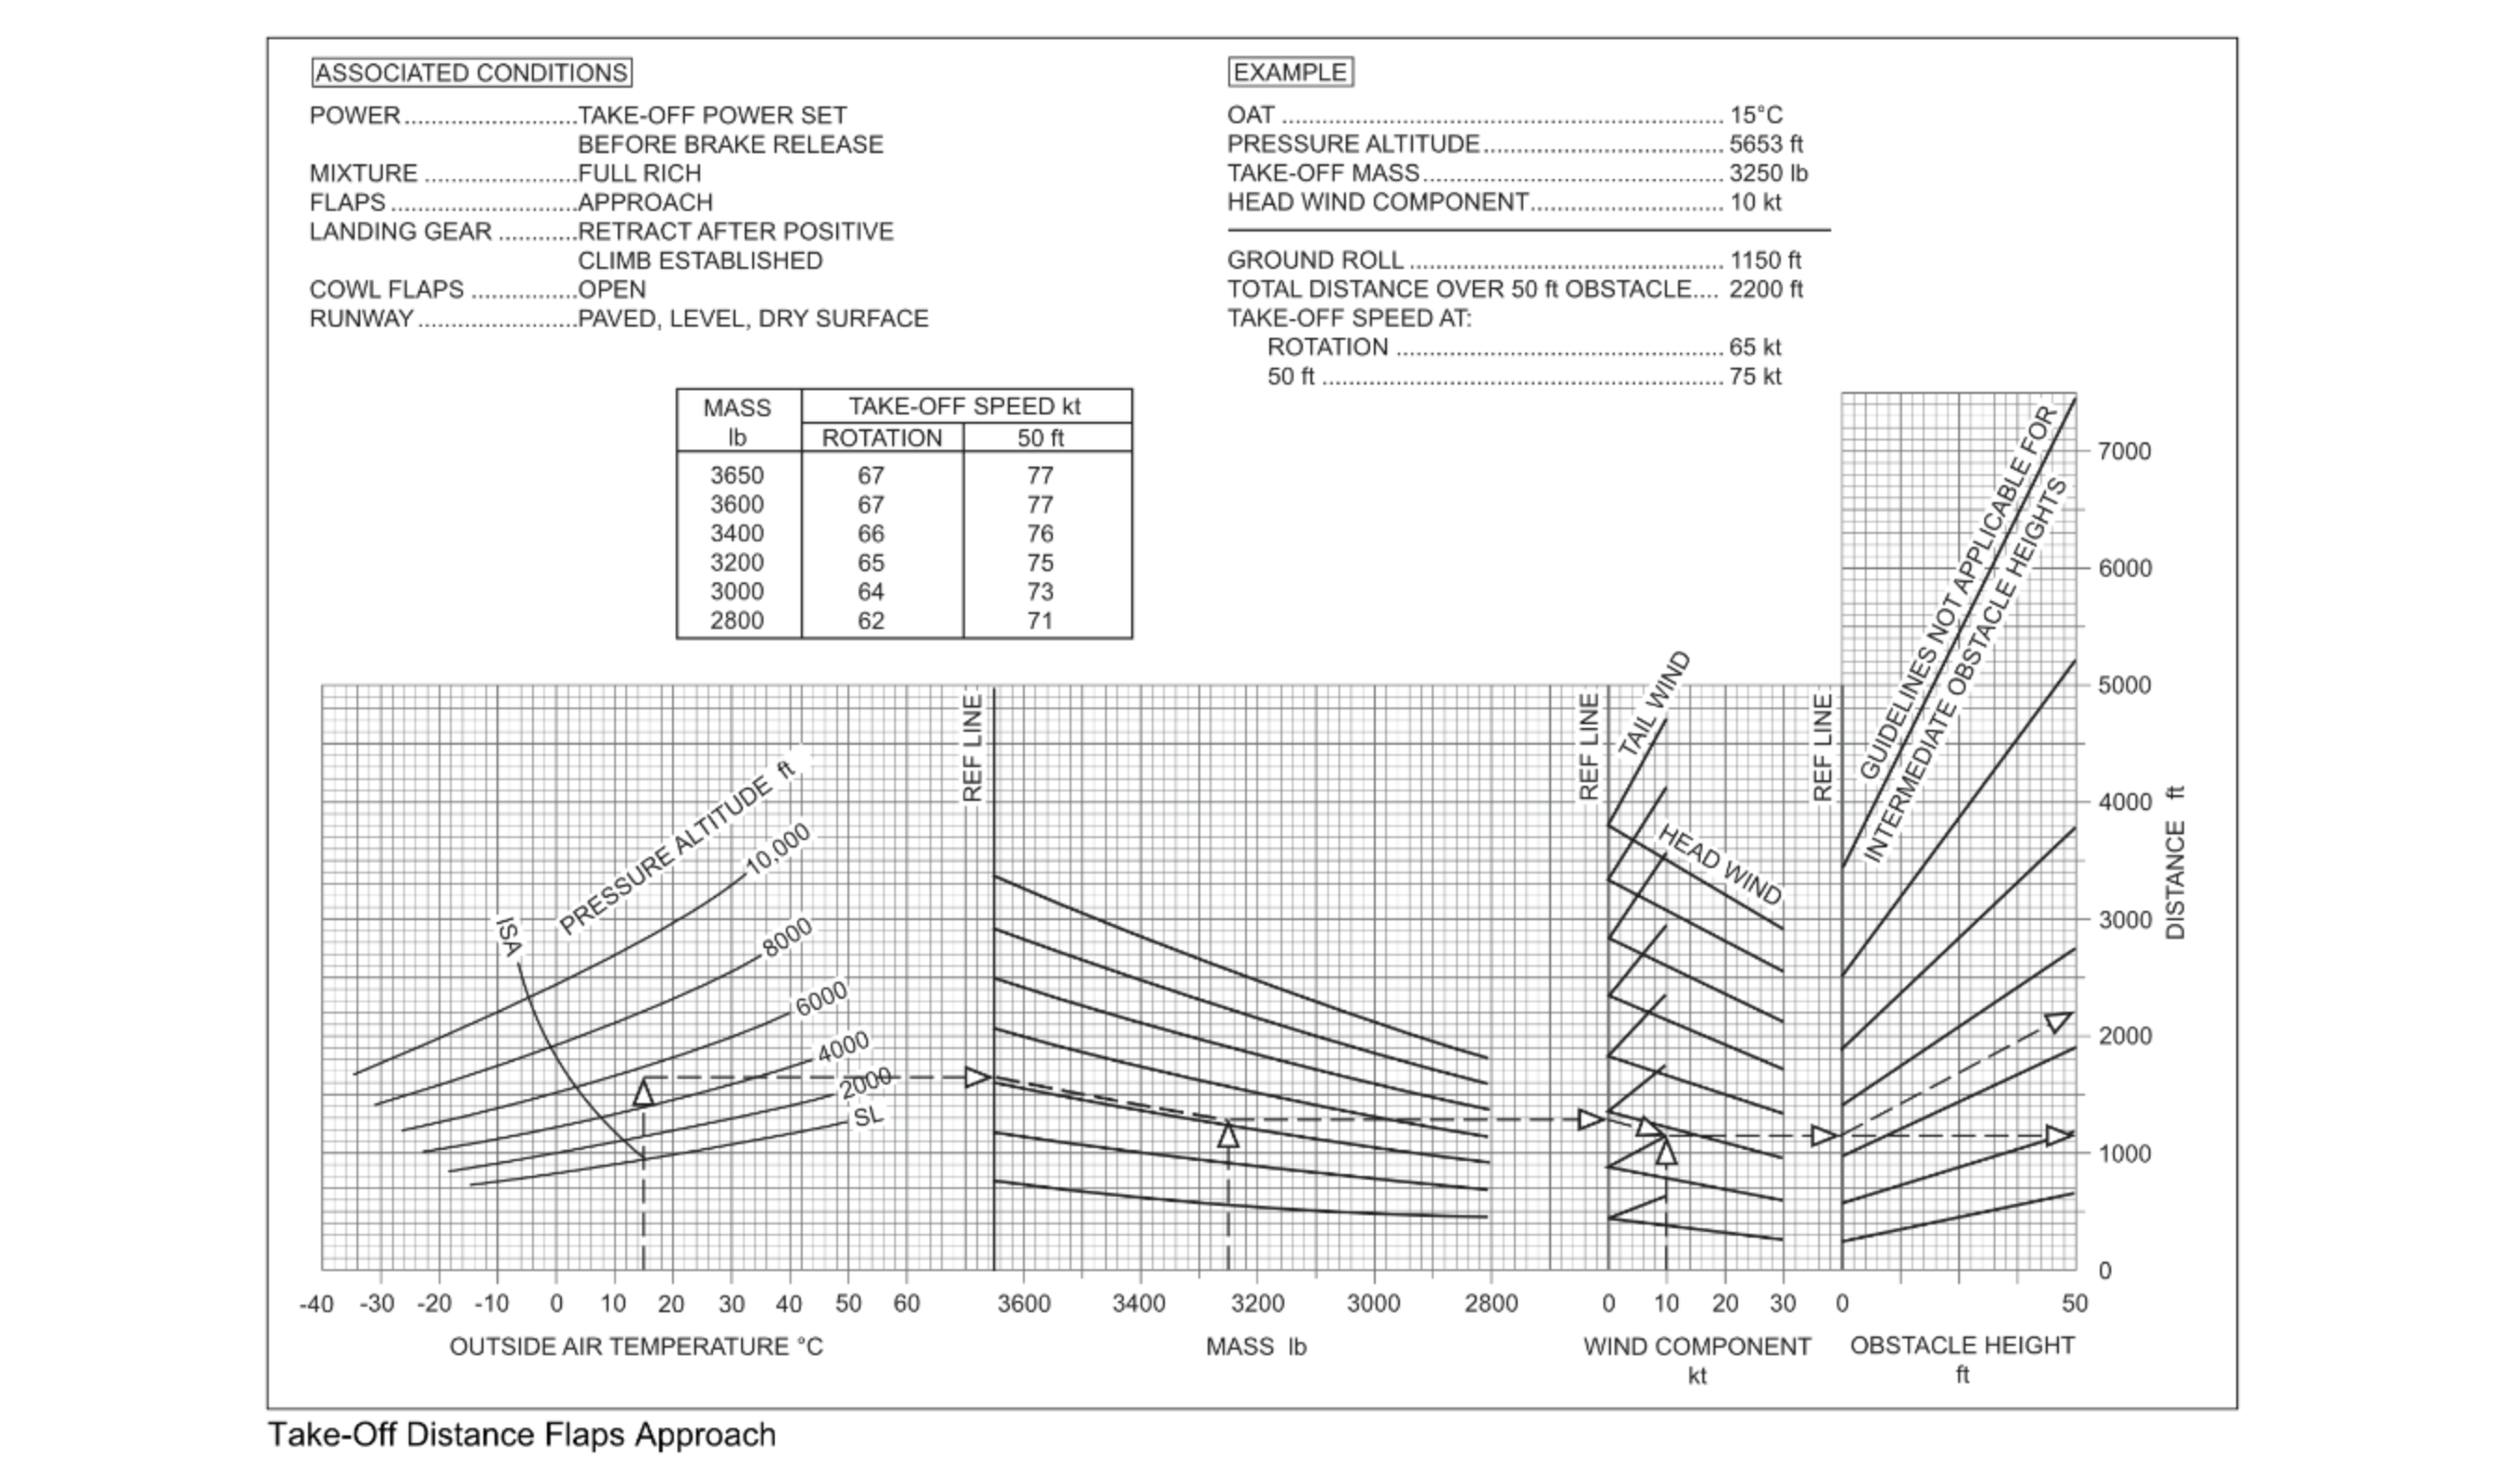 ASSOCIATED CONDITIONS
POWER.........................TAKE-OFF POWER SET
BEFORE BRAKE RELEASE
MIXTURE ......................FULL RICH
FLAPS ...........................APPROACH
LANDING GEAR ............RETRACT AFTER POSITIVE
CLIMB ESTABLISHED
COWL FLAPS ................OPEN
RUNWAY.......................PAVED, LEVEL, DRY SURFACE
EXAMPLE
OAT ................................................................. 15°C
PRESSURE ALTITUDE.................................... 5653 ft
TAKE-OFF MASS............................................. 3250 lb
HEAD WIND COMPONENT............................. 10 kt
GROUND ROLL ............................................... 1150 ft
TOTAL DISTANCE OVER 50 ft OBSTACLE.... 2200 ft
TAKE-OFF SPEED AT:
ROTATION ................................................. 65 kt
50 ft ............................................................ 75 kt
MASS lb TAKE-OFF SPEED kt
ROTATION 50 ft
3650 67 77
3600 67 77
3400 66 76
3200 65 75
3000 64 73
2800 62 71
ISA
PRESSURE ALTITUDE ft
10,000
8000
6000
4000
2000
SL
REF LINE
REF LINE
TAIL WIND
HEAD WIND
REF LINE
GUIDELINES NOT APPLICABLE FOR
INTERMEDIATE OBSTACLE HEIGHTS
7000
6000
5000
4000
3000
2000
1000
0
DISTANCE ft
-40 -30 -20 -10 0 10 20 30 40 50 60
3600 3400 3200 3000 2800
0 10 20 30
0 50
OUTSIDE AIR TEMPERATURE °C
MASS lb
WIND COMPONENT
kt
OBSTACLE HEIGHT
ft
Take-Off Distance Flaps Approach